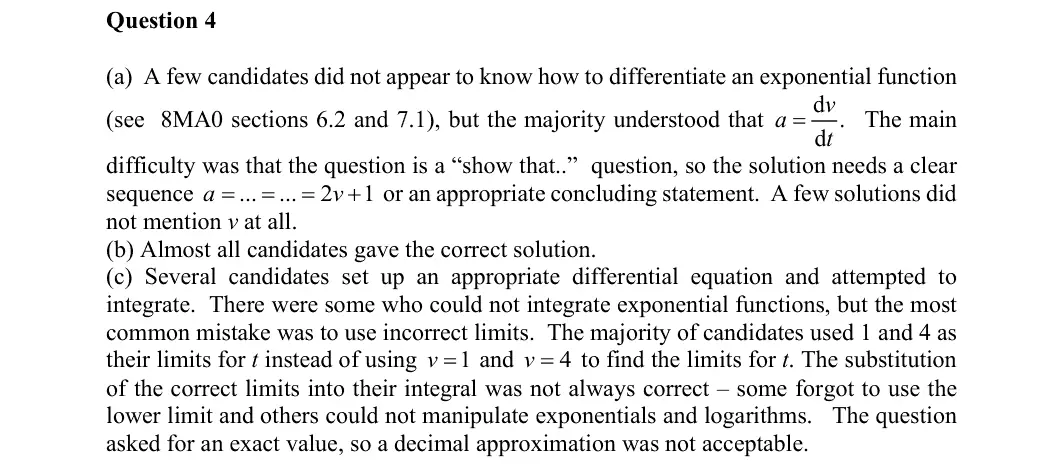 Question 4
(a) A few candidates did not appear to know how to differentiate an exponential function
(see 8MA0 sections 6.2 and 7.1), but the majority understood that a = dv/dt. The main
difficulty was that the question is a “show that..” question, so the solution needs a clear
sequence a = ... = ... = 2v + 1 or an appropriate concluding statement. A few solutions did
not mention v at all.
(b) Almost all candidates gave the correct solution.
(c) Several candidates set up an appropriate differential equation and attempted to
integrate. There were some who could not integrate exponential functions, but the most
common mistake was to use incorrect limits. The majority of candidates used 1 and 4 as
their limits for t instead of using v = 1 and v = 4 to find the limits for t. The substitution
of the correct limits into their integral was not always correct – some forgot to use the
lower limit and others could not manipulate exponentials and logarithms. The question
asked for an exact value, so a decimal approximation was not acceptable.